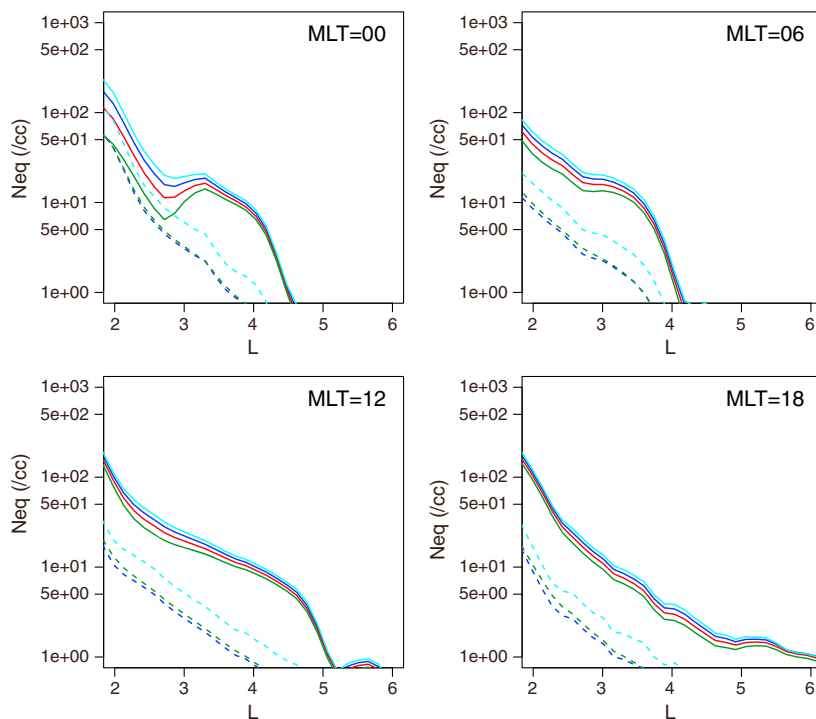 MLT=00
1e+03
5e+02
1e+02
5e+01
1e+01
5e+00
1e+00
Neq (/cc)
2 3 4 5 6
L
MLT=06
1e+03
5e+02
1e+02
5e+01
1e+01
5e+00
1e+00
Neq (/cc)
2 3 4 5 6
L
MLT=12
1e+03
5e+02
1e+02
5e+01
1e+01
5e+00
1e+00
Neq (/cc)
2 3 4 5 6
L
MLT=18
1e+03
5e+02
1e+02
5e+01
1e+01
5e+00
1e+00
Neq (/cc)
2 3 4 5 6
L